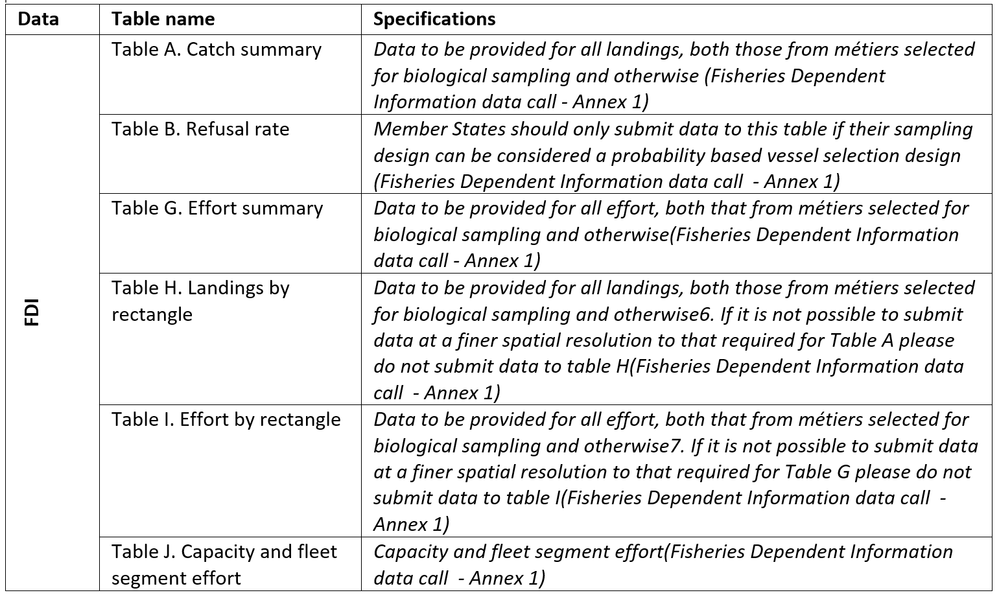 Data Table name Specifications
FDI
Table A. Catch summary
Data to be provided for all landings, both those from métiers selected
for biological sampling and otherwise (Fisheries Dependent
Information data call - Annex 1)
Table B. Refusal rate
Member States should only submit data to this table if their sampling
design can be considered a probability based vessel selection design
(Fisheries Dependent Information data call  - Annex 1)
Table G. Effort summary
Data to be provided for all effort, both that from métiers selected for
biological sampling and otherwise(Fisheries Dependent Information
data call - Annex 1)
Table H. Landings by
rectangle
Data to be provided for all landings, both those from métiers selected
for biological sampling and otherwise6. If it is not possible to submit
data at a finer spatial resolution to that required for Table A please
do not submit data to table H(Fisheries Dependent Information data
call  - Annex 1)
Table I. Effort by rectangle
Data to be provided for all effort, both that from métiers selected for
biological sampling and otherwise7. If it is not possible to submit data
at a finer spatial resolution to that required for Table G please do not
submit data to table I(Fisheries Dependent Information data call  -
Annex 1)
Table J. Capacity and fleet
segment effort
Capacity and fleet segment effort(Fisheries Dependent Information
data call  - Annex 1)